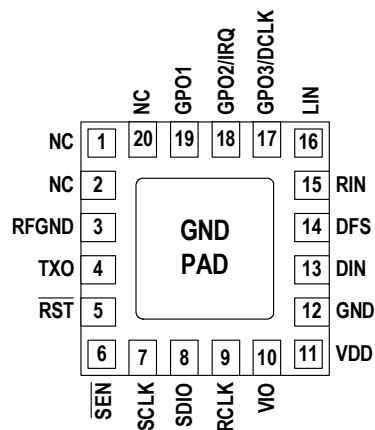 NC
GPO1
GPO2/IRQ
GPO3/DCLK
LIN
NC 1 20 19 18 17 16
NC 2 15 RIN
RFGND 3 14 DFS
GND
PAD
TXO 4 13 DIN
RST 5 12 GND
6 7 8 9 10 11 VDD
SEN
SCLK
SDIO
RCLK
VIO